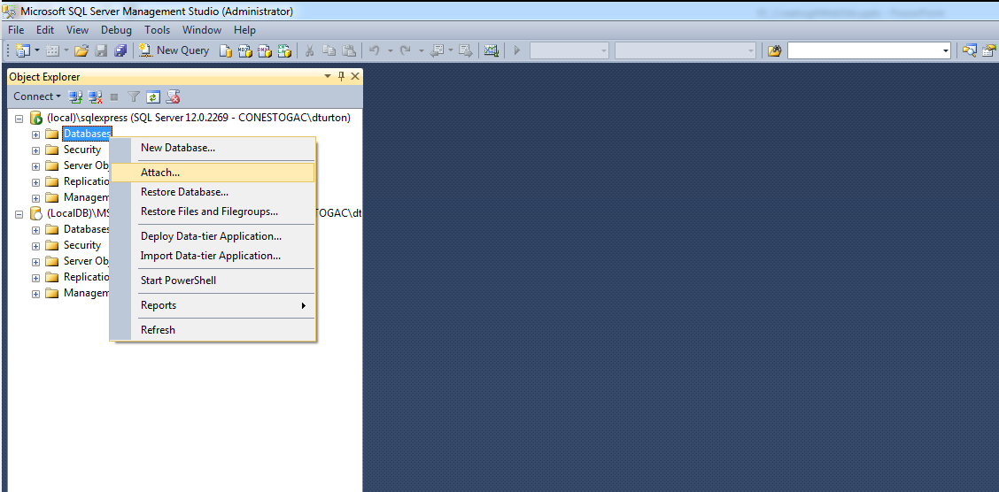 Microsoft SQL Server Management Studio (Administrator)
File Edit View Debug Tools Window Help
New Query
Object Explorer
Connect
(local)\sqlexpress (SQL Server 12.0.2269 - CONESTOGAC\dturton)
Databases
Security
Server Ob
Replicatio
Managem
(LocalDB)\MS
TOGAC\dt
Databases
Security
Server Obj
Replicatio
Managem
New Database...
Attach...
Restore Database...
Restore Files and Filegroups...
Deploy Data-tier Application...
Import Data-tier Application...
Start PowerShell
Reports
Refresh